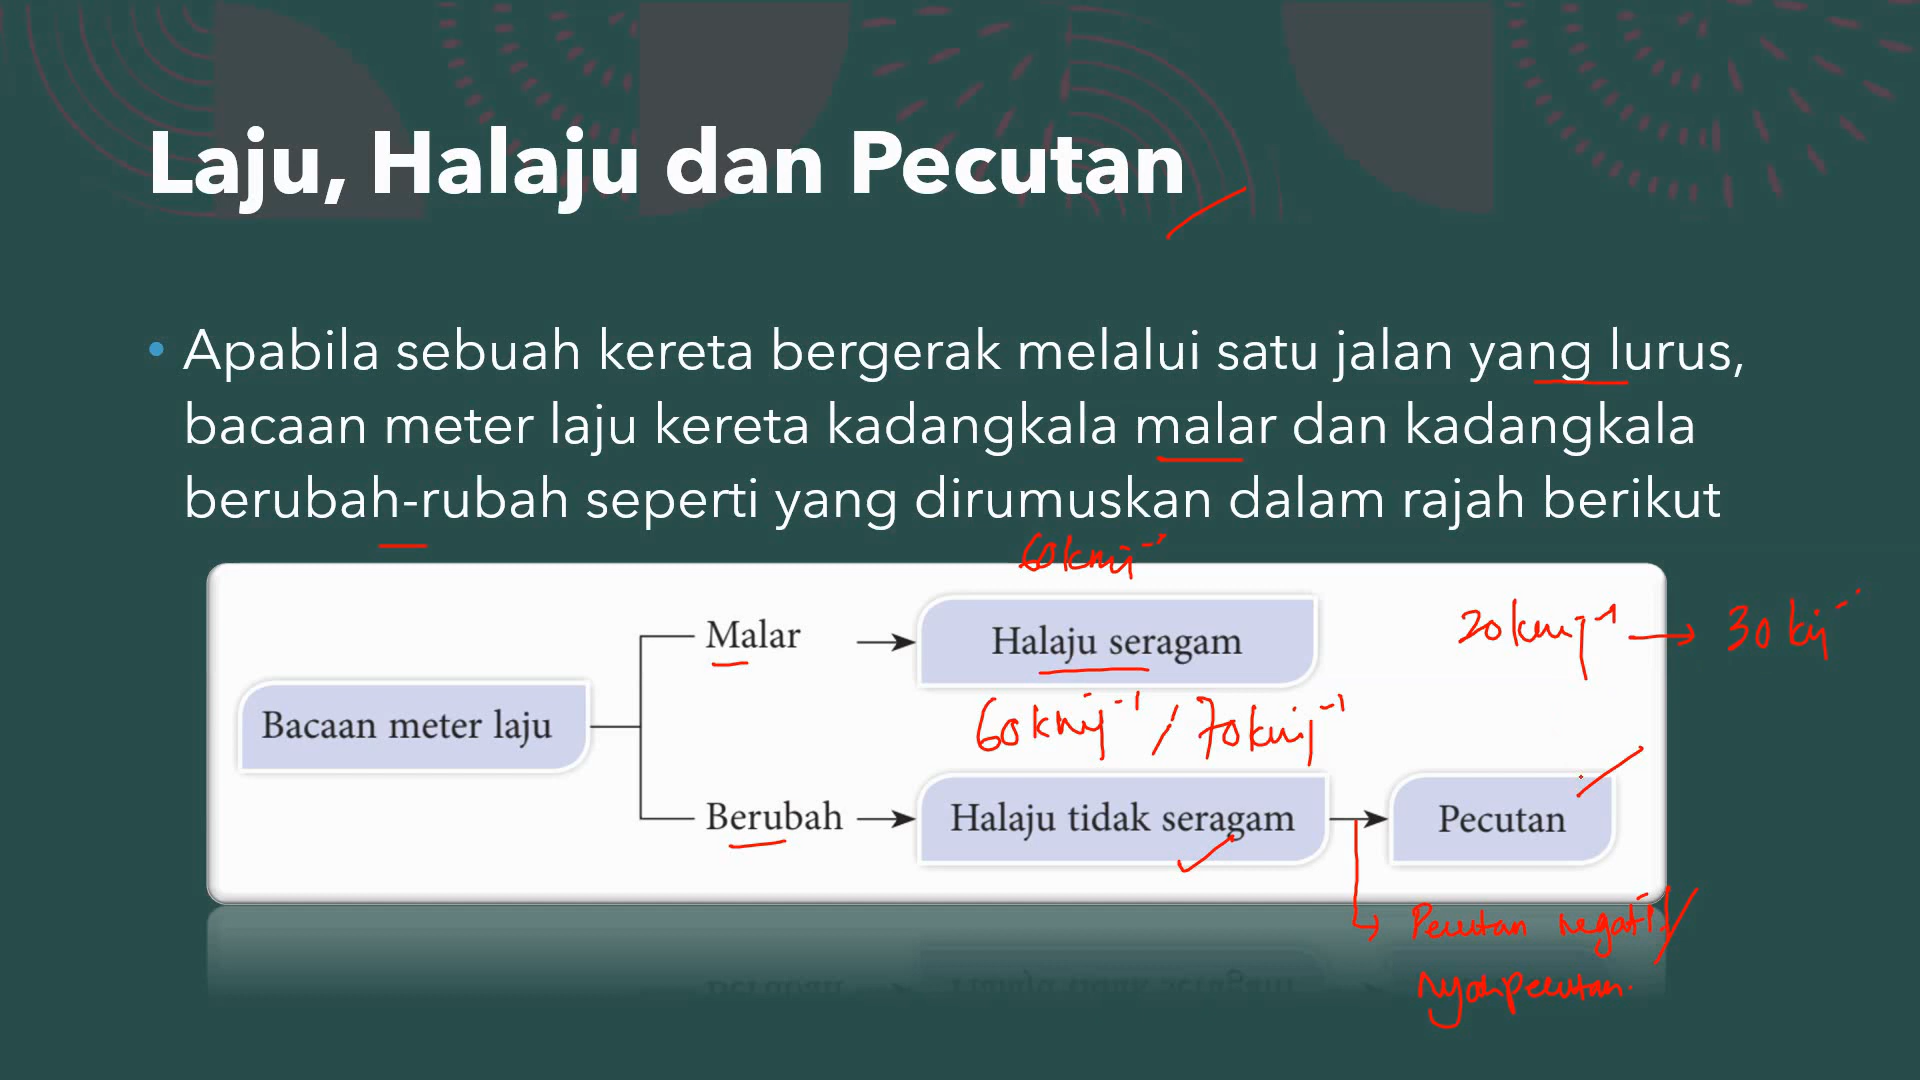 Laju, Halaju dan Pecutan
• Apabila sebuah kereta bergerak melalui satu jalan yang lurus,
bacaan meter laju kereta kadangkala malar dan kadangkala
berubah-rubah seperti yang dirumuskan dalam rajah berikut
60kmj⁻¹
Malar
Halaju seragam
20kmj⁻¹ → 30kj⁻¹
Bacaan meter laju
60kmj⁻¹ / 70kmj⁻¹
Berubah
Halaju tidak seragam
Pecutan
Pecutan negatif/
Nyahpecutan.